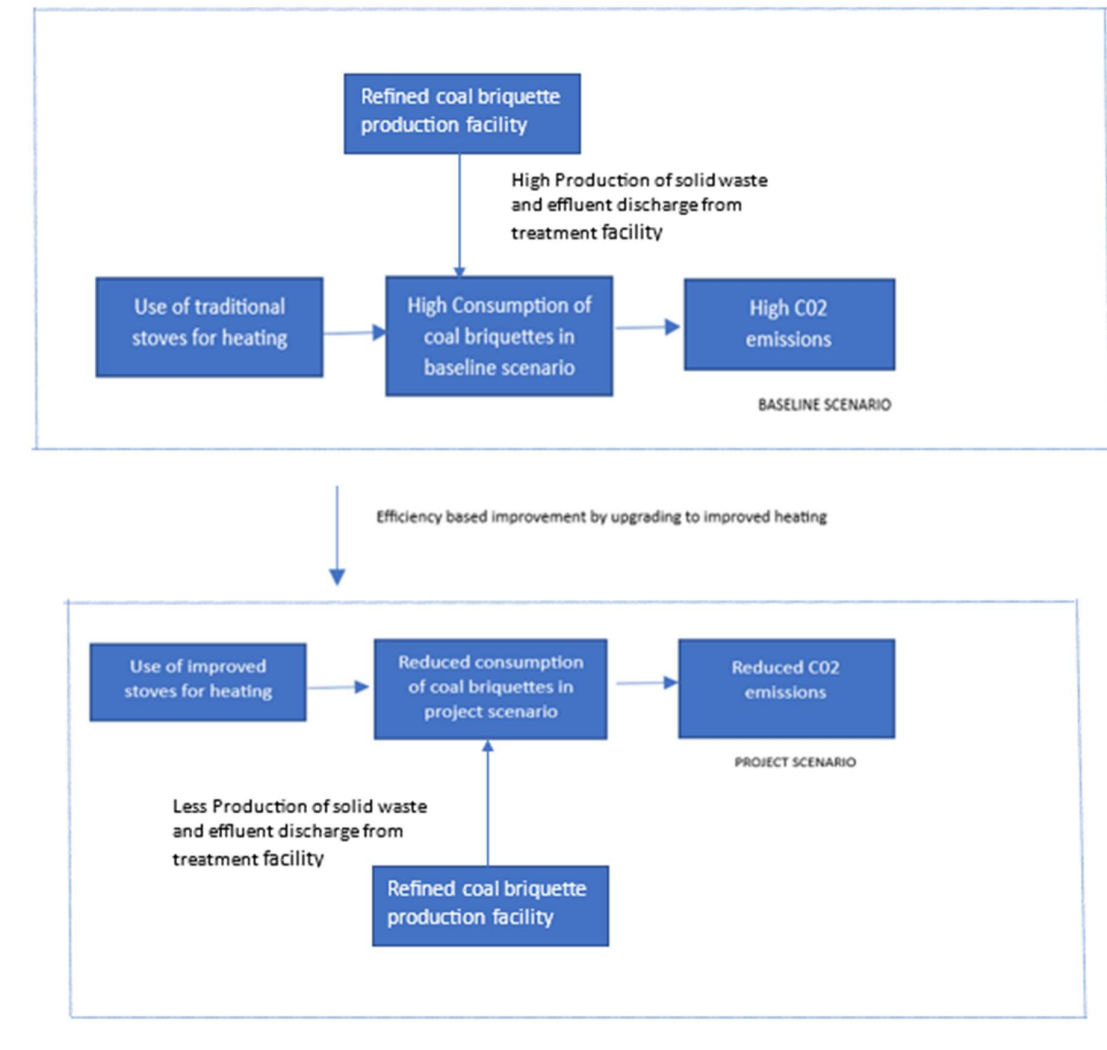 Refined coal briquette
production facility
High Production of solid waste
and effluent discharge from
treatment facility
Use of traditional
stoves for heating
High Consumption of
coal briquettes in
baseline scenario
High C02
emissions
BASELINE SCENARIO
Efficiency based improvement by upgrading to improved heating
Use of improved
stoves for heating
Reduced consumption
of coal briquettes in
project scenario
Reduced C02
emissions
PROJECT SCENARIO
Less Production of solid waste
and effluent discharge from
treatment facility
Refined coal briquette
production facility